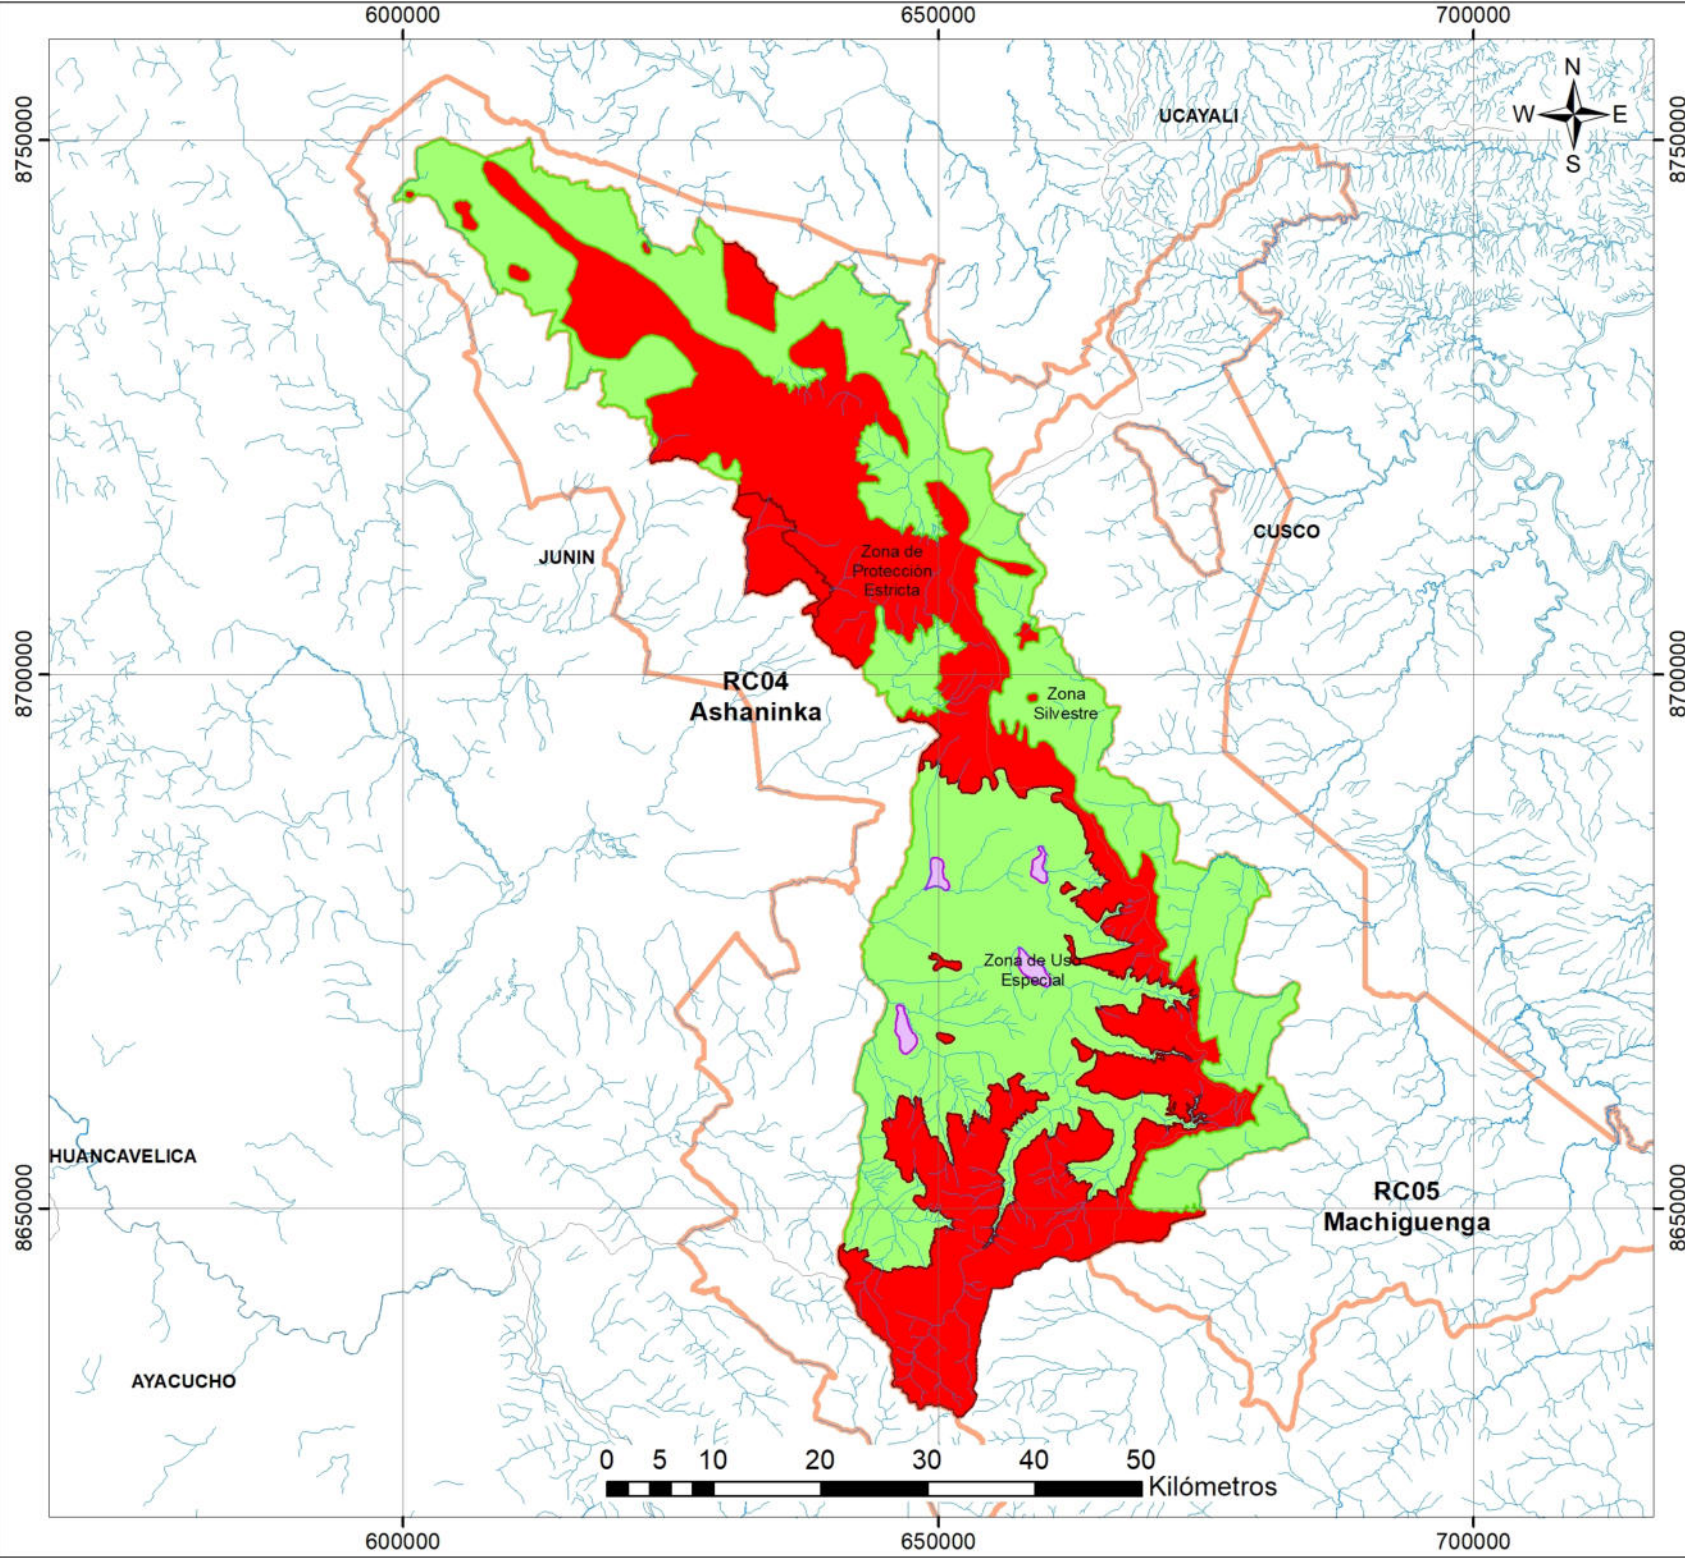 600000
650000
700000
8750000
8750000
N
W
E
S
UCAYALI
CUSCO
JUNIN
Zona de
Protección
Estricta
8700000
8700000
RC04
Ashaninka
Zona
Silvestre
Zona de Uso
Especial
HUANCAVELICA
8650000
8650000
RC05
Machiguenga
AYACUCHO
0 5 10 20 30 40 50
Kilómetros
600000
650000
700000